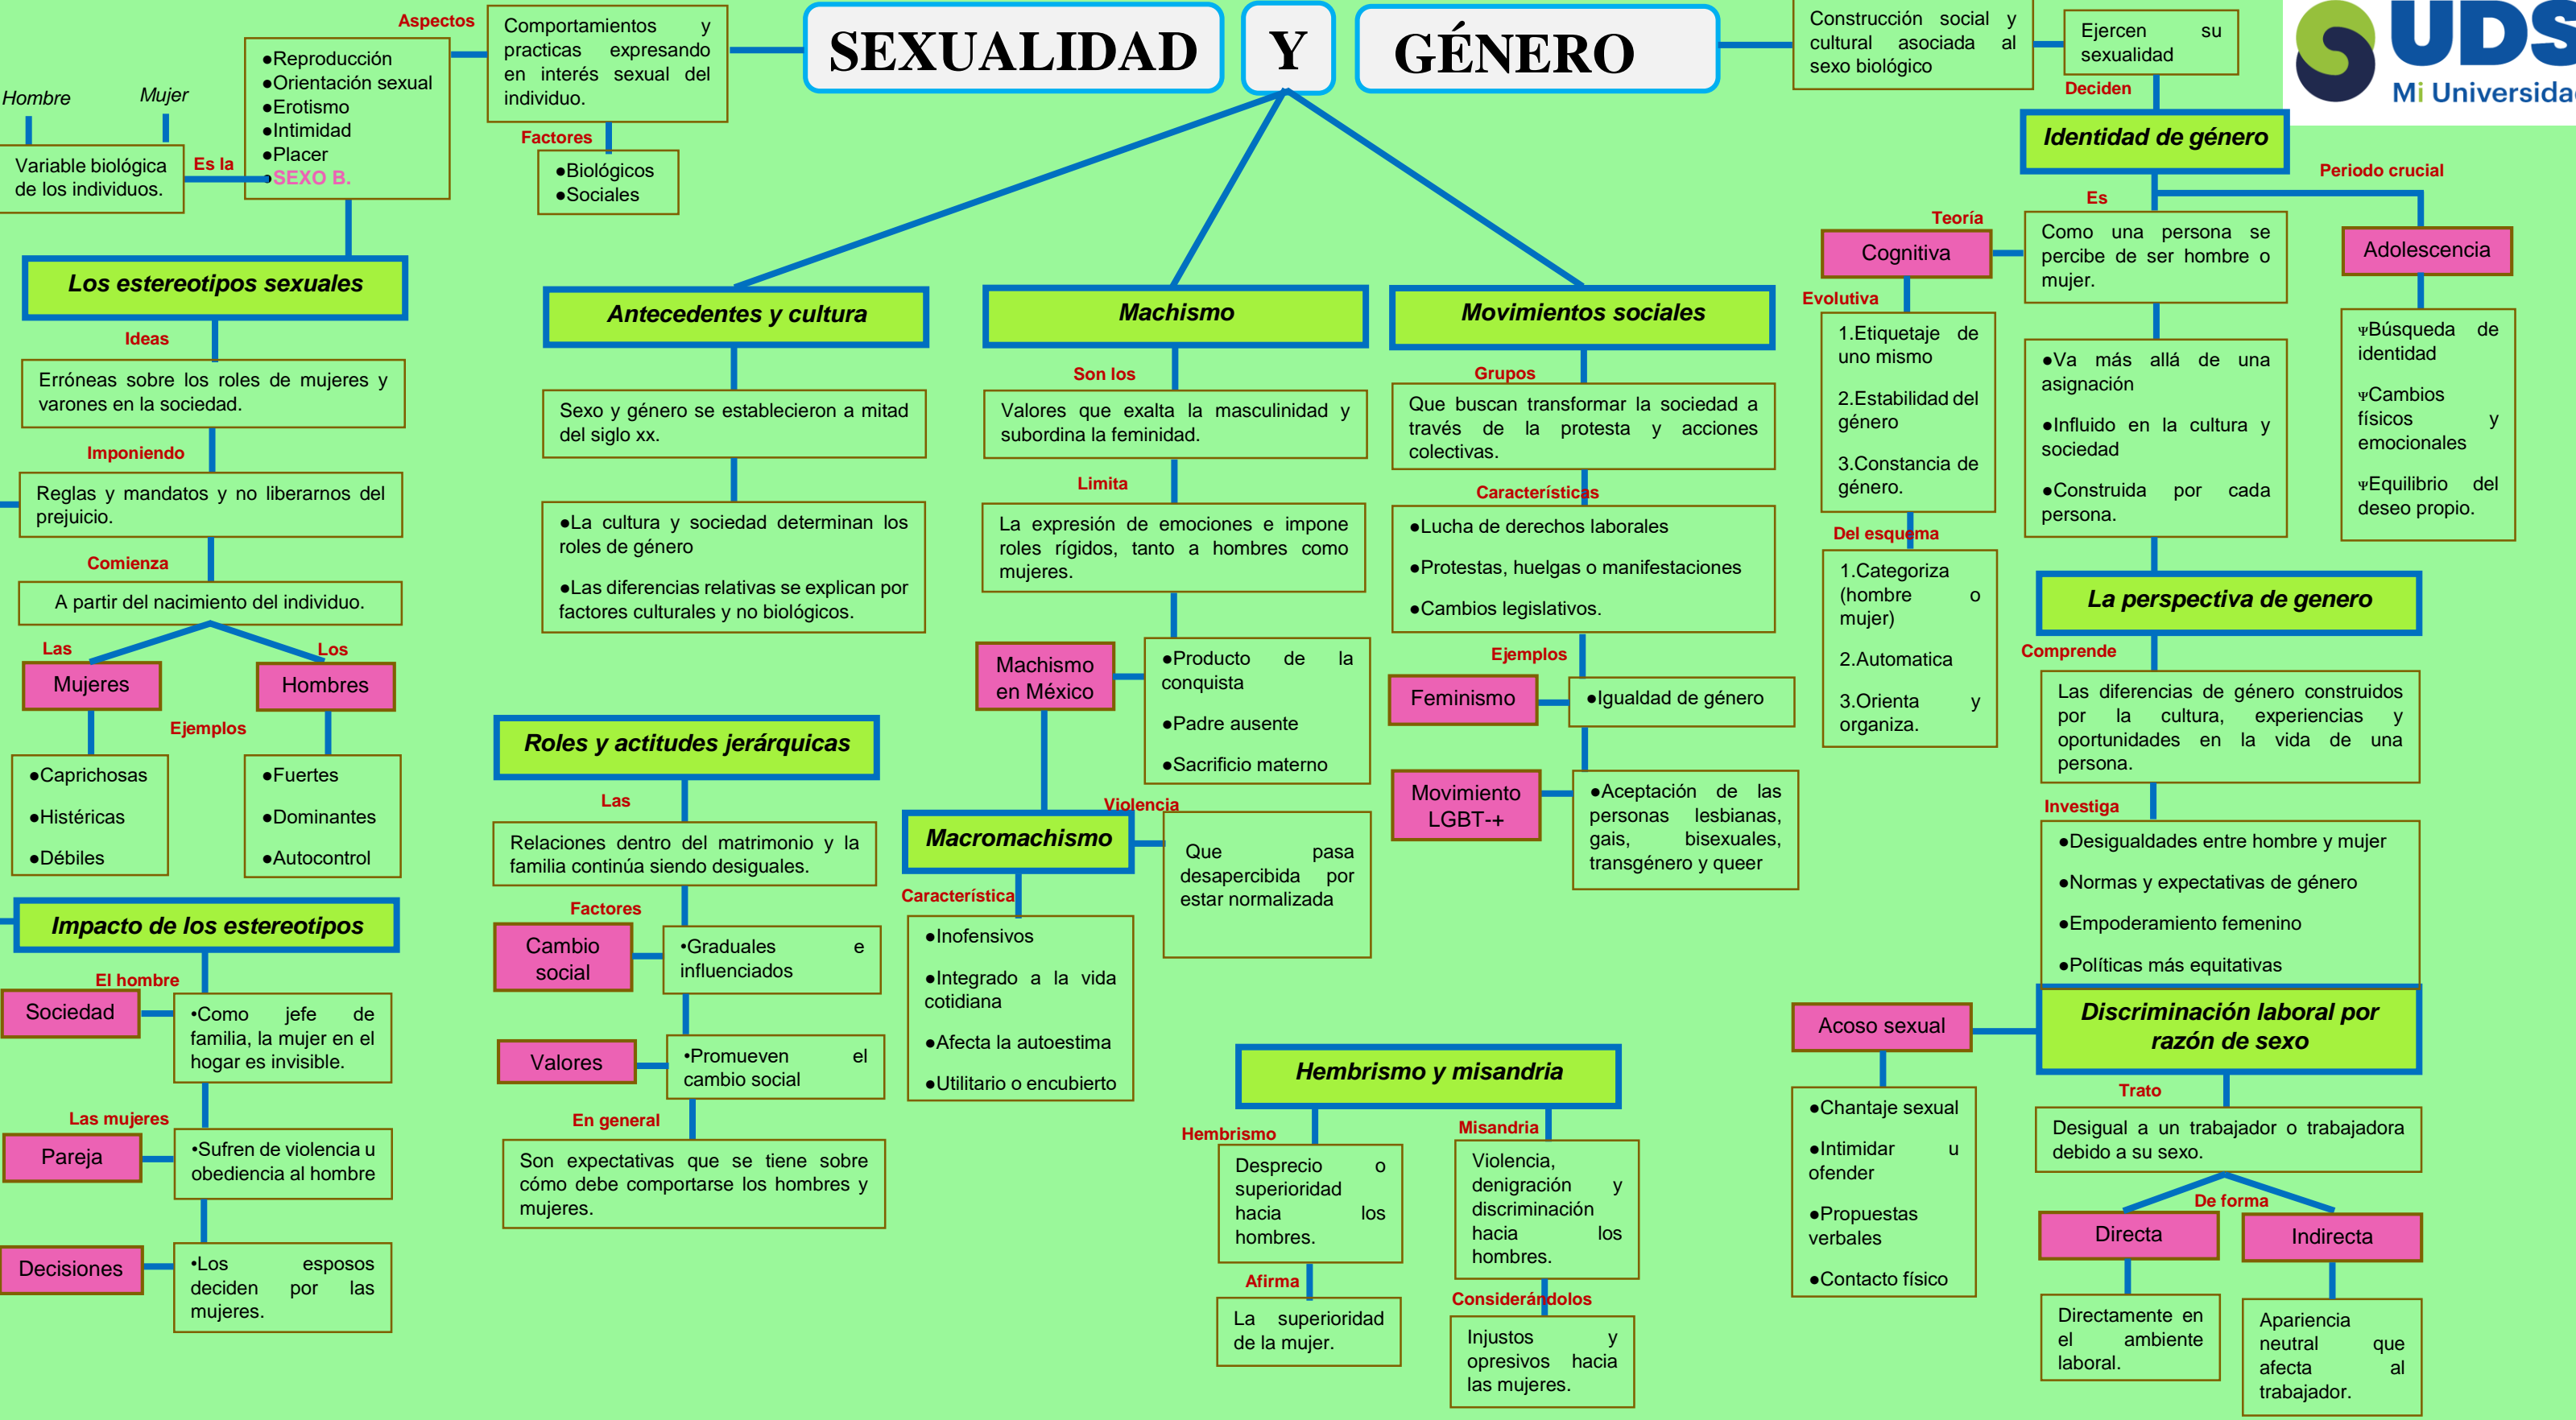 SEXUALIDAD Y GÉNERO
Aspectos
Comportamientos y
practicas expresando
en interés sexual del
individuo.
●Reproducción
●Orientación sexual
●Erotismo
●Intimidad
●Placer
●SEXO B.
Hombre
Mujer
Variable biológica
de los individuos.
Es la
Factores
●Biológicos
●Sociales
Construcción social y
cultural asociada al
sexo biológico
Ejercen su
sexualidad
UDS
Mi Universidad
Deciden
Identidad de género
Periodo crucial
Es
Teoría
Cognitiva
Como una persona se
percibe de ser hombre o
mujer.
Adolescencia
Evolutiva
1.Etiquetaje de
uno mismo
2.Estabilidad del
género
3.Constancia de
género.
●Va más allá de una
asignación
●Influido en la cultura y
sociedad
●Construida por cada
persona.
ΨBúsqueda de
identidad
ΨCambios
físicos y
emocionales
ΨEquilibrio del
deseo propio.
Del esquema
1.Categoriza
(hombre o
mujer)
2.Automatica
3.Orienta y
organiza.
La perspectiva de genero
Comprende
Las diferencias de género construidos
por la cultura, experiencias y
oportunidades en la vida de una
persona.
Investiga
●Desigualdades entre hombre y mujer
●Normas y expectativas de género
●Empoderamiento femenino
●Políticas más equitativas
Discriminación laboral por
razón de sexo
Acoso sexual
●Chantaje sexual
●Intimidar u
ofender
●Propuestas
verbales
●Contacto físico
Trato
Desigual a un trabajador o trabajadora
debido a su sexo.
De forma
Directa
Indirecta
Directamente en
el ambiente
laboral.
Apariencia
neutral que
afecta al
trabajador.
Los estereotipos sexuales
Ideas
Erróneas sobre los roles de mujeres y
varones en la sociedad.
Imponiendo
Reglas y mandatos y no liberarnos del
prejuicio.
Comienza
A partir del nacimiento del individuo.
Las
Los
Mujeres
Hombres
Ejemplos
●Caprichosas
●Histéricas
●Débiles
●Fuertes
●Dominantes
●Autocontrol
Impacto de los estereotipos
El hombre
Sociedad
•Como jefe de
familia, la mujer en el
hogar es invisible.
Las mujeres
Pareja
•Sufren de violencia u
obediencia al hombre
Decisiones
•Los esposos
deciden por las
mujeres.
Antecedentes y cultura
Sexo y género se establecieron a mitad
del siglo xx.
●La cultura y sociedad determinan los
roles de género
●Las diferencias relativas se explican por
factores culturales y no biológicos.
Roles y actitudes jerárquicas
Las
Relaciones dentro del matrimonio y la
familia continúa siendo desiguales.
Factores
Cambio
social
•Graduales e
influenciados
Valores
•Promueven el
cambio social
En general
Son expectativas que se tiene sobre
cómo debe comportarse los hombres y
mujeres.
Machismo
Son los
Valores que exalta la masculinidad y
subordina la feminidad.
Limita
La expresión de emociones e impone
roles rígidos, tanto a hombres como
mujeres.
Machismo
en México
●Producto de la
conquista
●Padre ausente
●Sacrificio materno
Macromachismo
Violencia
Que pasa
desapercibida por
estar normalizada
Característica
●Inofensivos
●Integrado a la vida
cotidiana
●Afecta la autoestima
●Utilitario o encubierto
Movimientos sociales
Grupos
Que buscan transformar la sociedad a
través de la protesta y acciones
colectivas.
Características
●Lucha de derechos laborales
●Protestas, huelgas o manifestaciones
●Cambios legislativos.
Ejemplos
Feminismo
●Igualdad de género
Movimiento
LGBT-+
●Aceptación de las
personas lesbianas,
gais, bisexuales,
transgénero y queer
Hembrismo y misandria
Hembrismo
Desprecio o
superioridad
hacia los
hombres.
Afirma
La superioridad
de la mujer.
Misandria
Violencia,
denigración y
discriminación
hacia los
hombres.
Considerándolos
Injustos y
opresivos hacia
las mujeres.